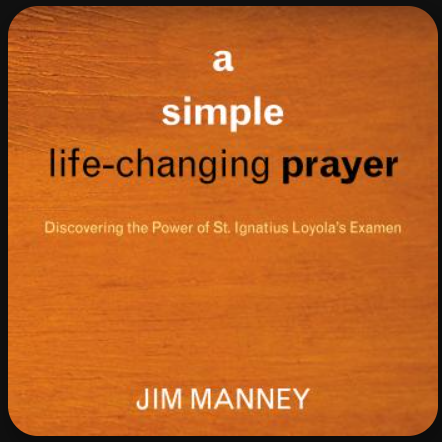 a
simple
life-changing prayer
Discovering the Power of St. Ignatius Loyola's Examen
JIM MANNEY